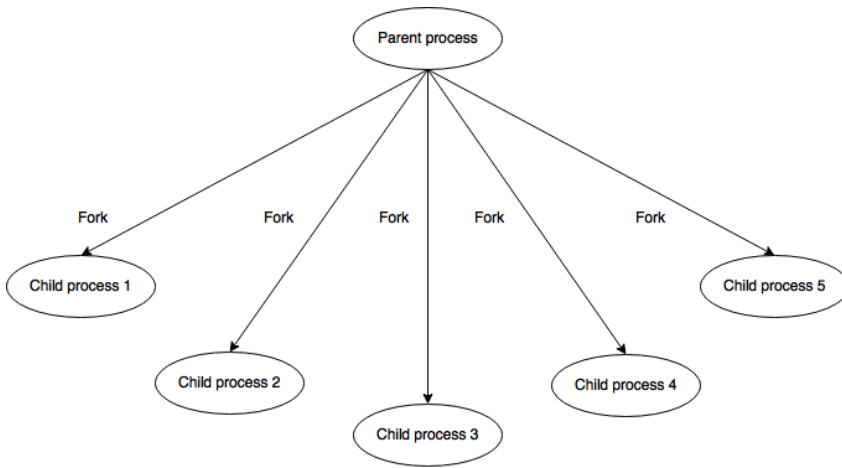 Parent process
Fork
Fork
Fork
Fork
Fork
Child process 1
Child process 5
Child process 2
Child process 4
Child process 3